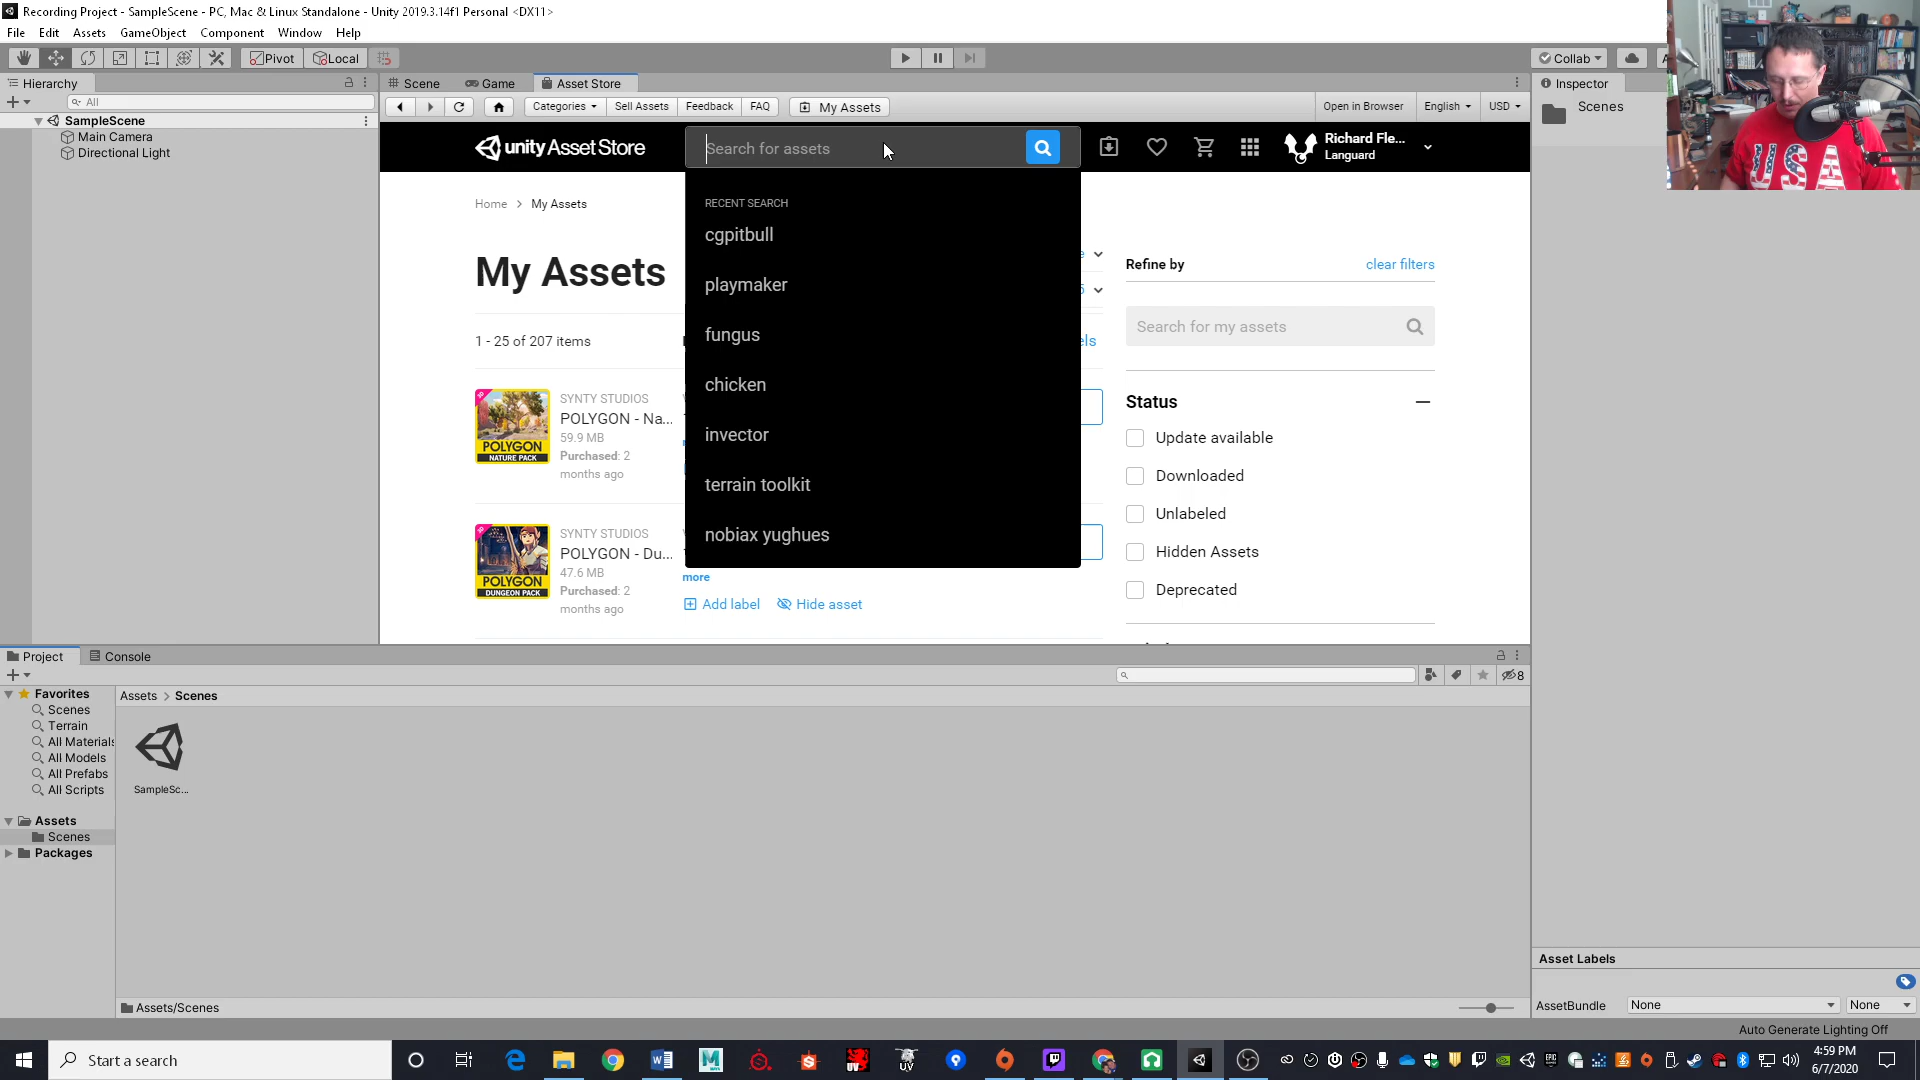 Recording Project - SampleScene - PC, Mac & Linux Standalone - Unity 2019.3.14f1 Personal <DX11>
File Edit Assets GameObject Component Window Help
Pivot Local Collab
Hierarchy
All
SampleScene
Main Camera
Directional Light
Scene Game Asset Store
Categories Sell Assets Feedback FAQ My Assets Open in Browser English USD
unity Asset Store
Search for assets
Richard Fle...
Languard
Home > My Assets
My Assets
1 - 25 of 207 items
RECENT SEARCH
cgpitbull
playmaker
fungus
chicken
invector
terrain toolkit
nobiax yughues
SYNTY STUDIOS
POLYGON - Na...
59.9 MB
Purchased: 2
months ago
POLYGON
NATURE PACK
SYNTY STUDIOS
POLYGON - Du...
47.6 MB
Purchased: 2
months ago
POLYGON
DUNGEON PACK
more
Add label Hide asset
Refine by clear filters
Search for my assets
Status
Update available
Downloaded
Unlabeled
Hidden Assets
Deprecated
Inspector
Scenes
USA
Project Console
8
Favorites
Scenes
Terrain
All Materials
All Models
All Prefabs
All Scripts
Assets
Scenes
Packages
Assets > Scenes
SampleSc...
Assets/Scenes
Asset Labels
AssetBundle None None
Auto Generate Lighting Off
Start a search
4:59 PM
6/7/2020